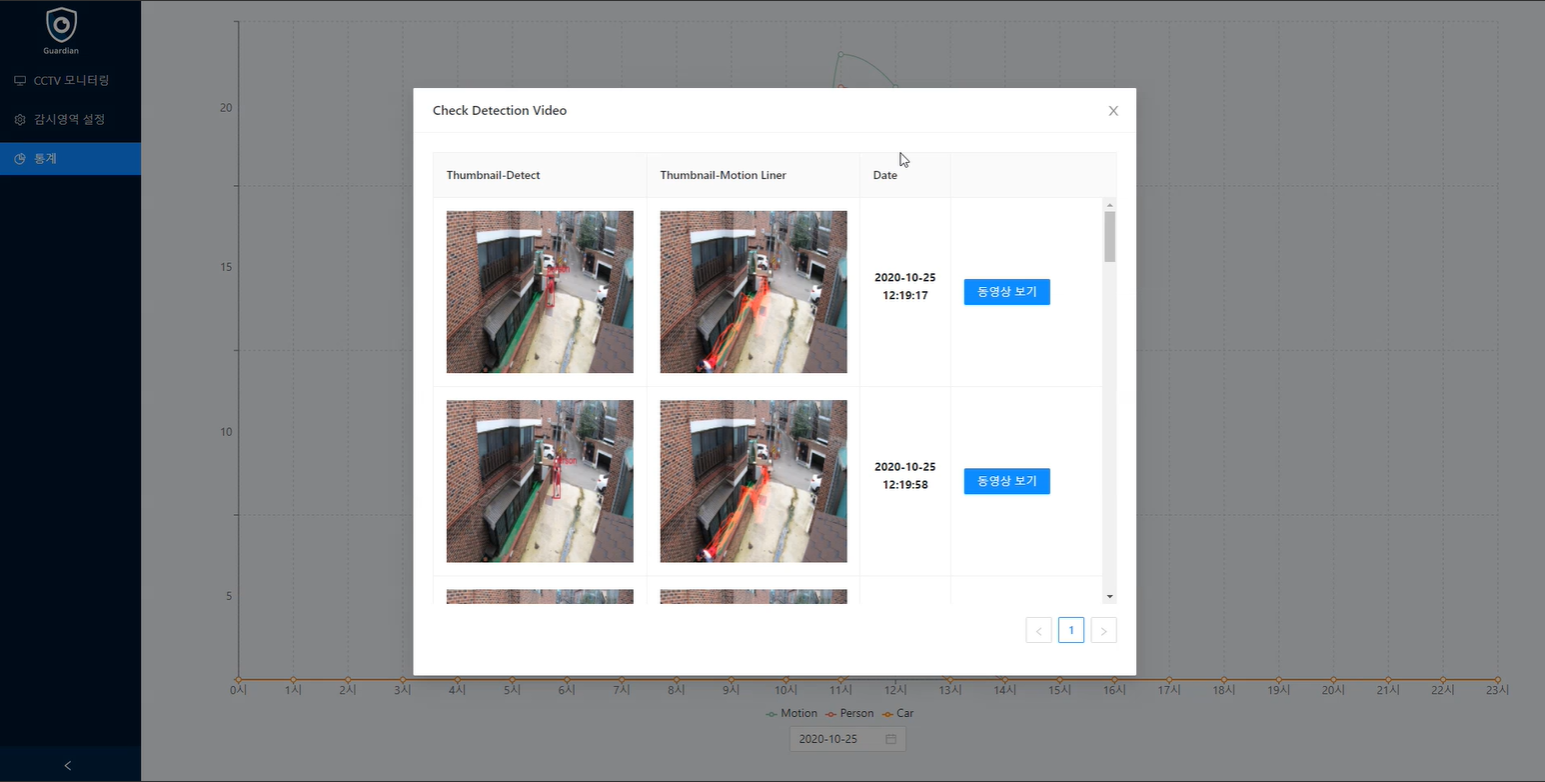 Guardian
CCTV 모니터링
감시영역 설정
통계
Check Detection Video
Thumbnail-Detect Thumbnail-Motion Liner Date
2020-10-25
12:19:17
동영상 보기
2020-10-25
12:19:58
동영상 보기
1
20
15
10
5
0시 1시 2시 3시 4시 5시 6시 7시 8시 9시 10시 11시 12시 13시 14시 15시 16시 17시 18시 19시 20시 21시 22시 23시
Motion Person Car
2020-10-25